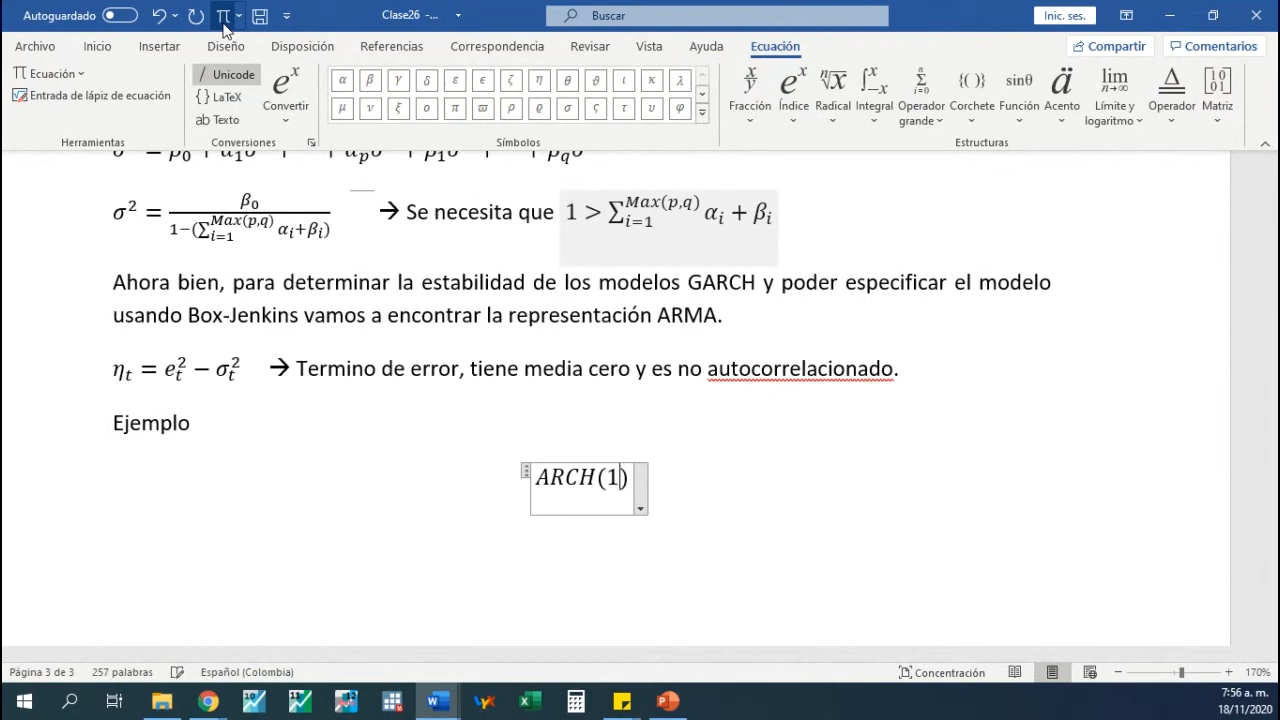 Autoguardado
Clase26 -...
Buscar
Inic. ses.
Archivo Inicio Insertar Diseño Disposición Referencias Correspondencia Revisar Vista Ayuda Ecuación Compartir Comentarios
π Ecuación
Entrada de lápiz de ecuación
/ Unicode
{} LaTeX
ab Texto
eˣ Convertir
α β γ δ ε ϵ ζ η θ ϑ ι κ λ
μ ν ξ ο π ϖ ρ ϱ σ ς τ υ φ
Fracción Índice Radical Integral Operador grande Corchete Función Acento Límite y logaritmo Operador Matriz
Herramientas Conversiones Símbolos Estructuras
σ² = β₀ / (1−(∑_{i=1}^{Max(p,q)} α_i+β_i)) → Se necesita que 1 > ∑_{i=1}^{Max(p,q)} α_i + β_i
Ahora bien, para determinar la estabilidad de los modelos GARCH y poder especificar el modelo
usando Box-Jenkins vamos a encontrar la representación ARMA.
η_t = e_t² − σ_t² → Termino de error, tiene media cero y es no autocorrelacionado.
Ejemplo
ARCH(1)
Página 3 de 3 257 palabras Español (Colombia) Concentración 170%
7:56 a. m.
18/11/2020